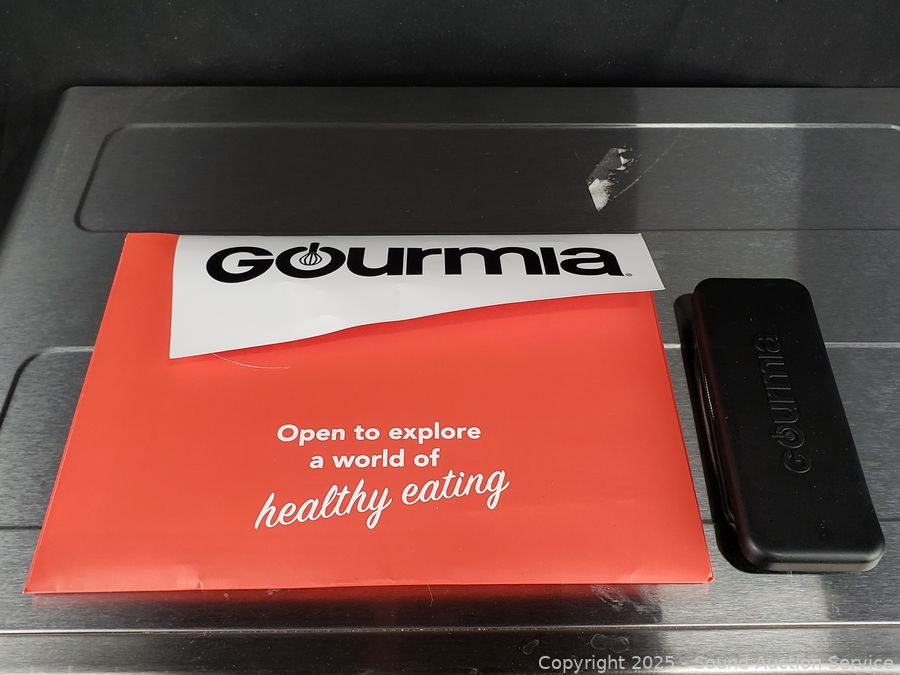 Gourmia
Open to explore
a world of
healthy eating
Gourmia
Copyright 2025 - Sound Auction Service